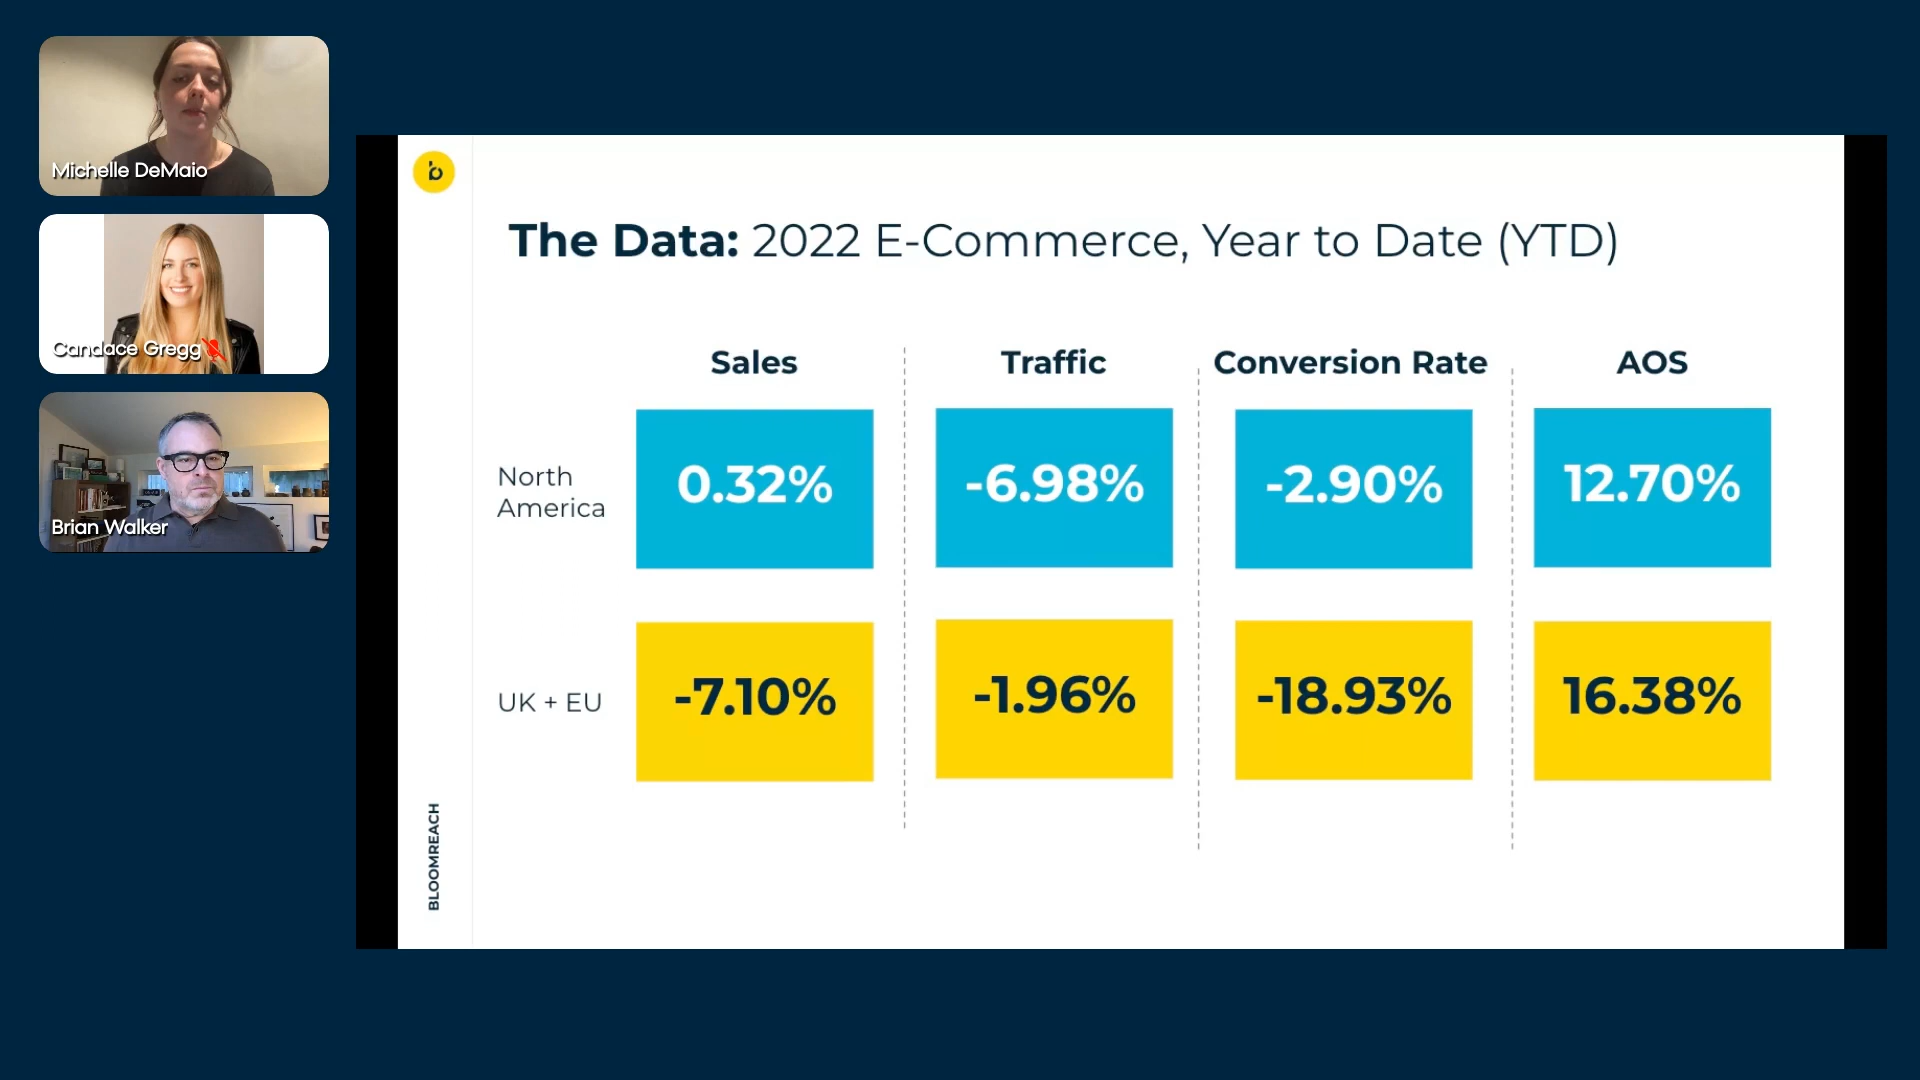 Michelle DeMaio
Candace Gregg
Brian Walker
b
The Data: 2022 E-Commerce, Year to Date (YTD)
Sales Traffic Conversion Rate AOS
North
America
0.32% -6.98% -2.90% 12.70%
UK + EU -7.10% -1.96% -18.93% 16.38%
BLOOMREACH